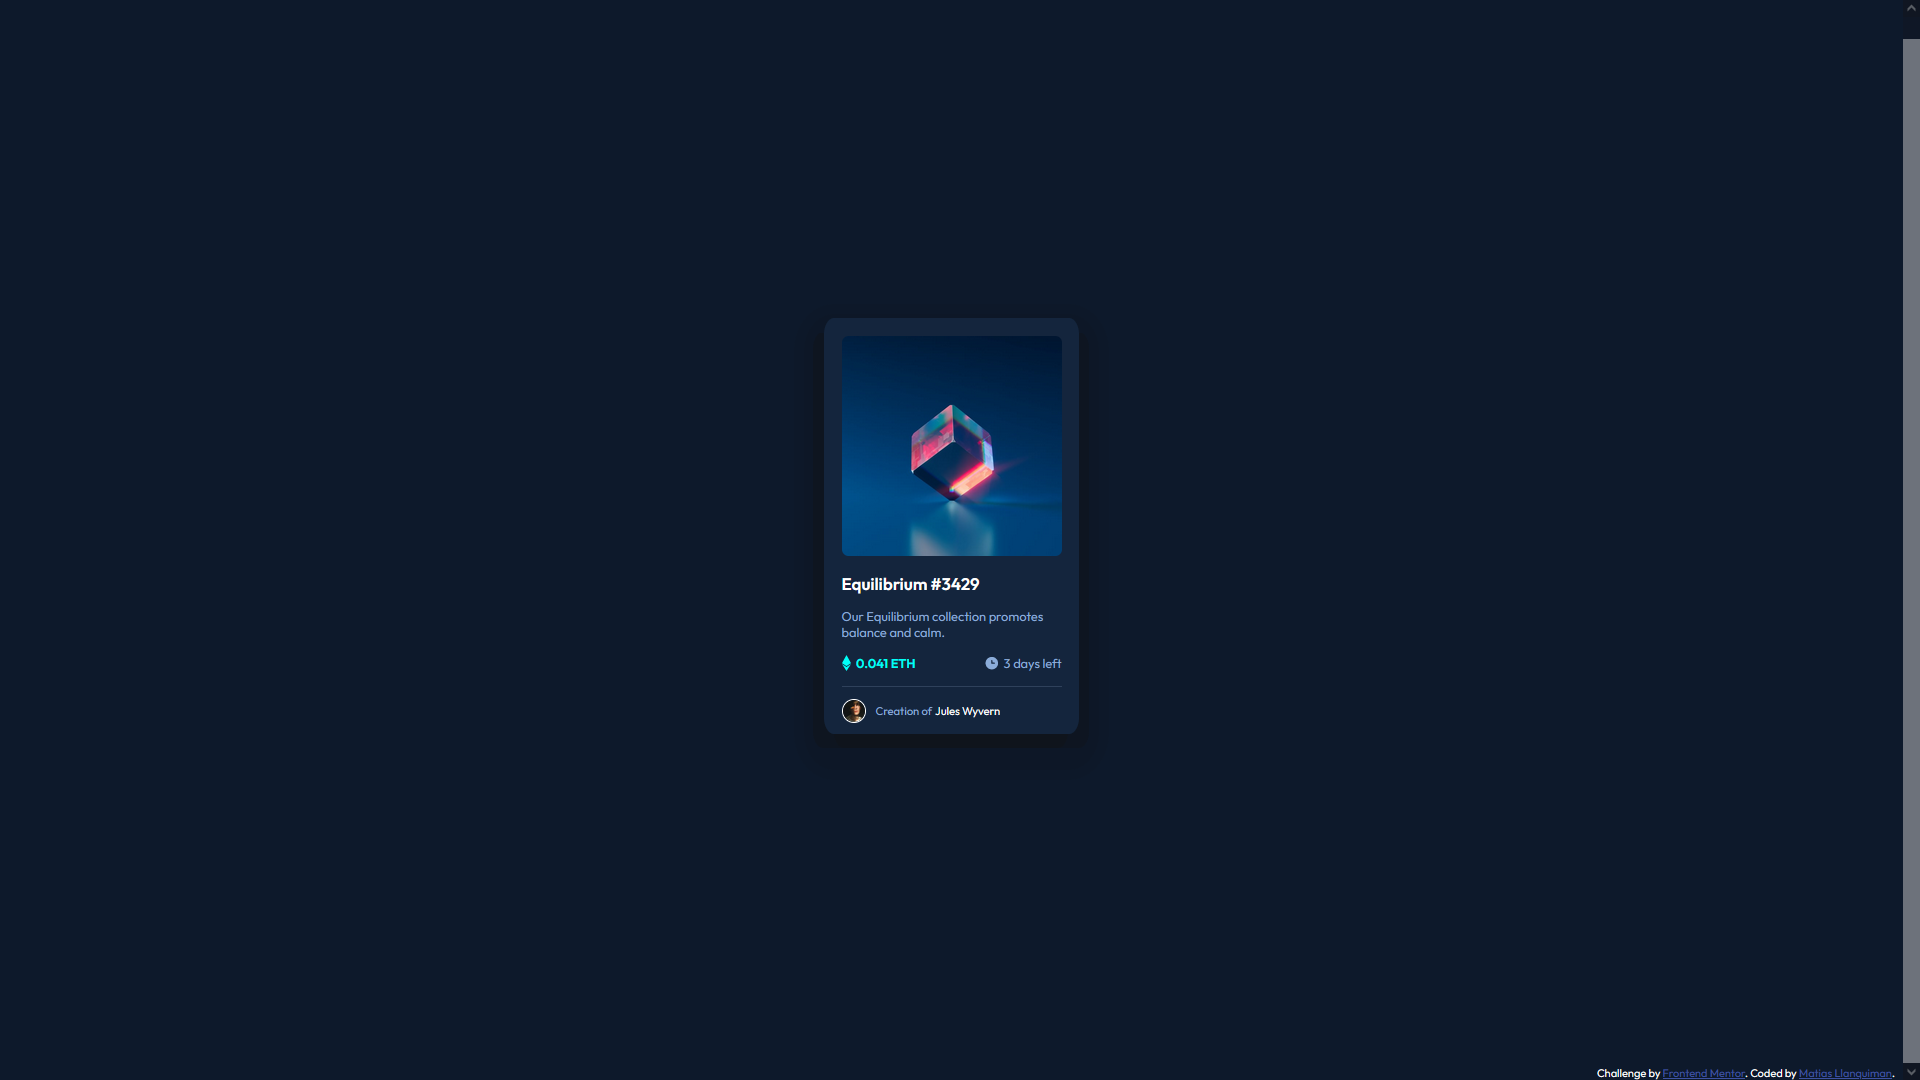 Equilibrium #3429
Our Equilibrium collection promotes
balance and calm.
0.041 ETH
3 days left
Creation of Jules Wyvern
Challenge by Frontend Mentor. Coded by Matias Llanquiman.